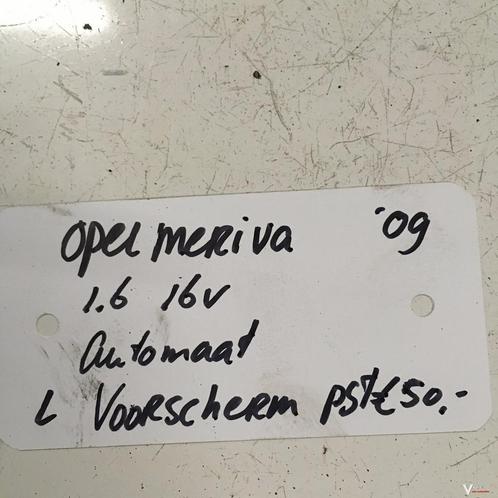 Opel Meriva '09
1.6 16v
Automaat
L Voorscherm pst € 50,-